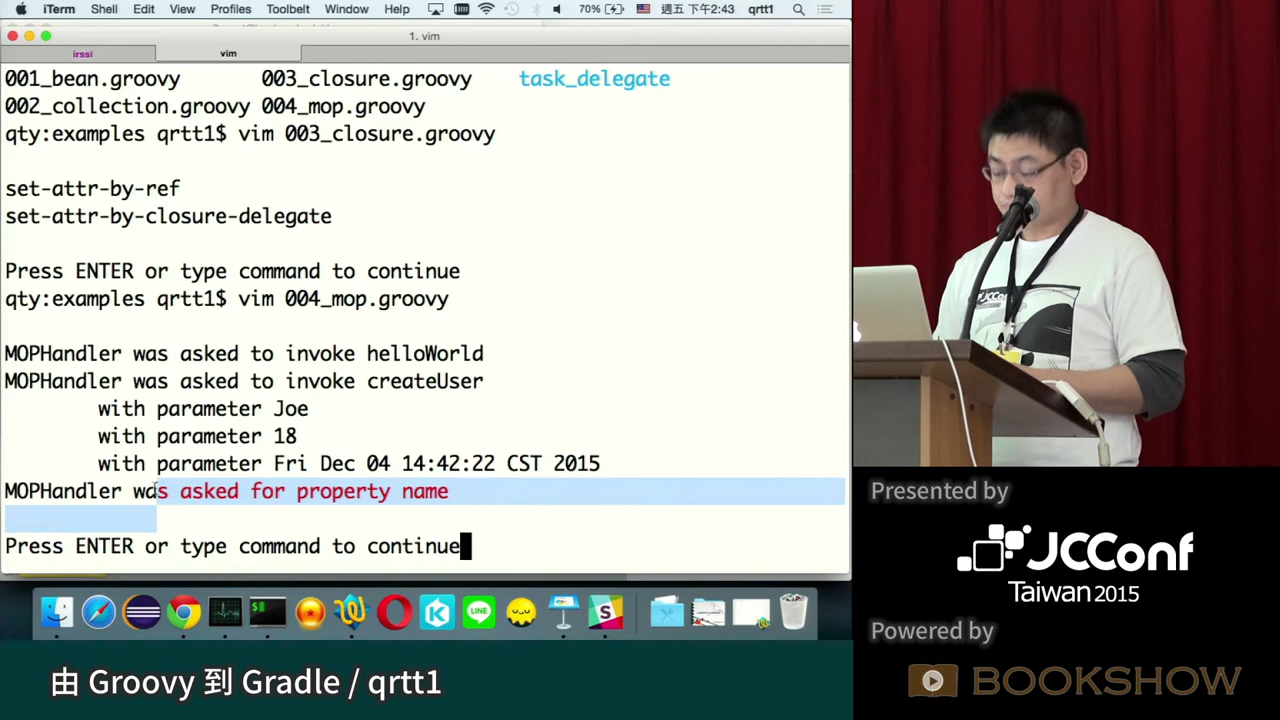 iTerm Shell Edit View Profiles Toolbelt Window Help 70% 週五 下午2:43 qrtt1
1. vim
irssi vim
001_bean.groovy 003_closure.groovy task_delegate
002_collection.groovy 004_mop.groovy
qty:examples qrtt1$ vim 003_closure.groovy
set-attr-by-ref
set-attr-by-closure-delegate
Press ENTER or type command to continue
qty:examples qrtt1$ vim 004_mop.groovy
MOPHandler was asked to invoke helloWorld
MOPHandler was asked to invoke createUser
with parameter Joe
with parameter 18
with parameter Fri Dec 04 14:42:22 CST 2015
MOPHandler was asked for property name
Press ENTER or type command to continue
LINE
JCConf
Presented by
JCConf
Taiwan 2015
Powered by
BOOKSHOW
由 Groovy 到 Gradle / qrtt1